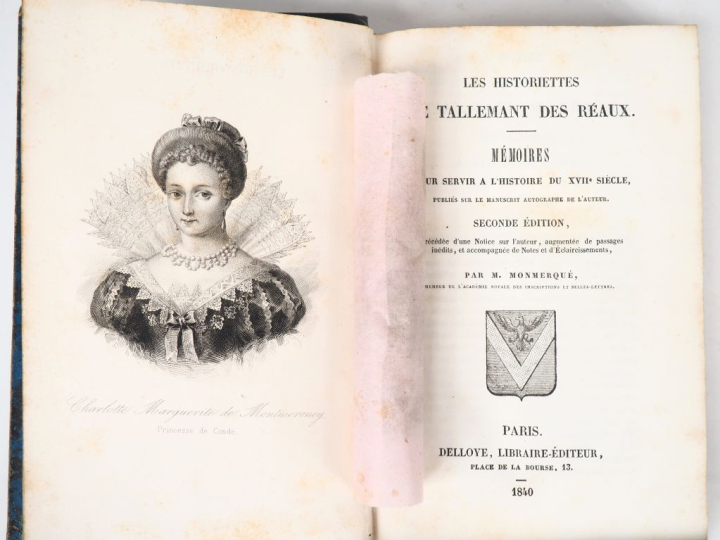 Charlotte Marguerite de Montmorency
Princesse de Condé.
LES HISTORIETTES
E TALLEMANT DES RÉAUX.
MÉMOIRES
UR SERVIR A L'HISTOIRE DU XVIIe SIÈCLE,
PUBLIÉS SUR LE MANUSCRIT AUTOGRAPHE DE L'AUTEUR.
SECONDE ÉDITION,
récédée d'une Notice sur l'auteur, augmentée de passages
inédits, et accompagnée de Notes et d'Éclaircissements,
PAR M. MONMERQUÉ,
MEMBRE DE L'ACADÉMIE ROYALE DES INSCRIPTIONS ET BELLES-LETTRES.
PARIS.
DELLOYE, LIBRAIRE-ÉDITEUR,
PLACE DE LA BOURSE, 13.
1840